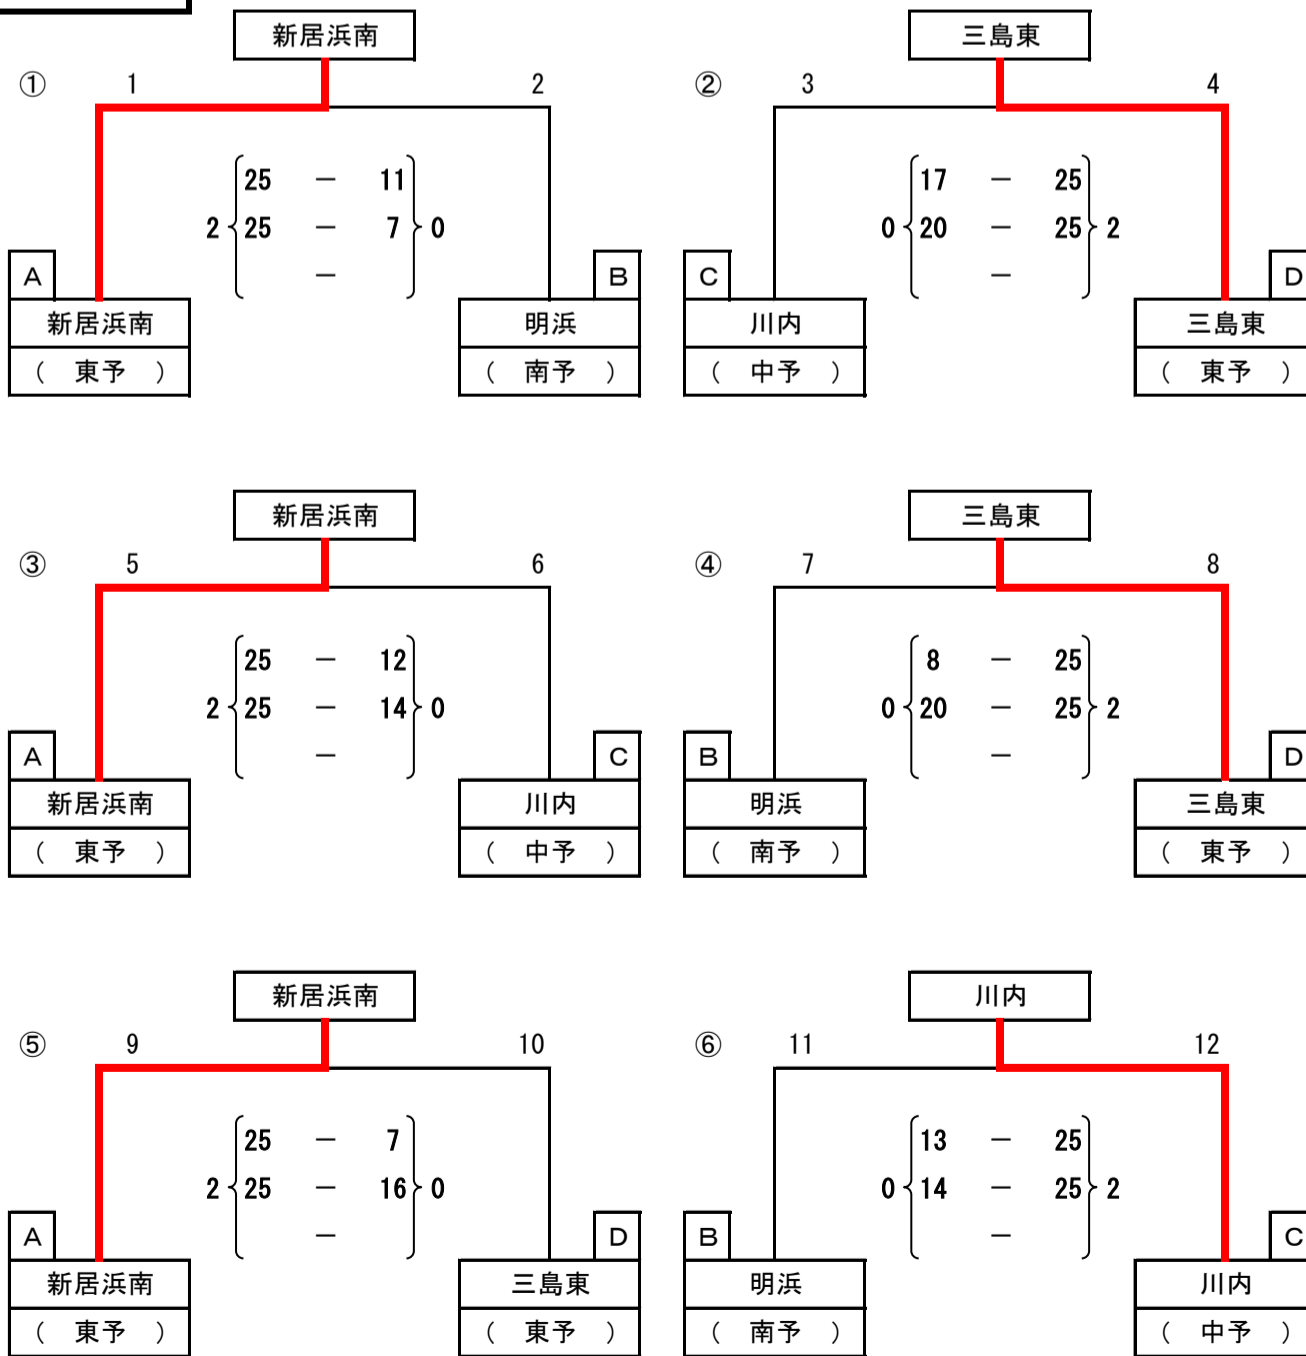 新居浜南
① 1 2
25 － 11
2 25 － 7 0
－
A B
新居浜南 明浜
（ 東予 ） （ 南予 ）
三島東
② 3 4
17 － 25
0 20 － 25 2
－
C D
川内 三島東
（ 中予 ） （ 東予 ）
新居浜南
③ 5 6
25 － 12
2 25 － 14 0
－
A C
新居浜南 川内
（ 東予 ） （ 中予 ）
三島東
④ 7 8
8 － 25
0 20 － 25 2
－
B D
明浜 三島東
（ 南予 ） （ 東予 ）
新居浜南
⑤ 9 10
25 － 7
2 25 － 16 0
－
A D
新居浜南 三島東
（ 東予 ） （ 東予 ）
川内
⑥ 11 12
13 － 25
0 14 － 25 2
－
B C
明浜 川内
（ 南予 ） （ 中予 ）